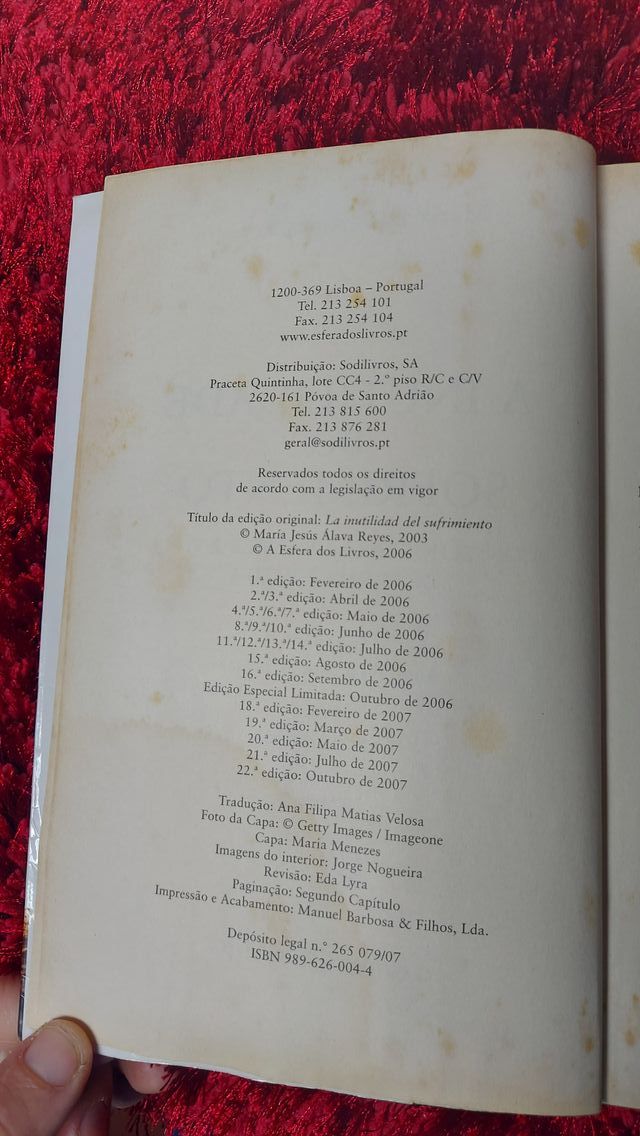 1200-369 Lisboa – Portugal
Tel. 213 254 101
Fax. 213 254 104
www.esferadoslivros.pt
Distribuição: Sodilivros, SA
Praceta Quintinha, lote CC4 - 2.º piso R/C e C/V
2620-161 Póvoa de Santo Adrião
Tel. 213 815 600
Fax. 213 876 281
geral@sodilivros.pt
Reservados todos os direitos
de acordo com a legislação em vigor
Título da edição original: La inutilidad del sufrimiento
© María Jesús Álava Reyes, 2003
© A Esfera dos Livros, 2006
1.ª edição: Fevereiro de 2006
2.ª/3.ª edição: Abril de 2006
4.ª/5.ª/6.ª/7.ª edição: Maio de 2006
8.ª/9.ª/10.ª edição: Junho de 2006
11.ª/12.ª/13.ª/14.ª edição: Julho de 2006
15.ª edição: Agosto de 2006
16.ª edição: Setembro de 2006
Edição Especial Limitada: Outubro de 2006
18.ª edição: Fevereiro de 2007
19.ª edição: Março de 2007
20.ª edição: Maio de 2007
21.ª edição: Julho de 2007
22.ª edição: Outubro de 2007
Tradução: Ana Filipa Matias Velosa
Foto da Capa: © Getty Images / Imageone
Capa: Maria Menezes
Imagens do interior: Jorge Nogueira
Revisão: Eda Lyra
Paginação: Segundo Capítulo
Impressão e Acabamento: Manuel Barbosa & Filhos, Lda.
Depósito legal n.° 265 079/07
ISBN 989-626-004-4